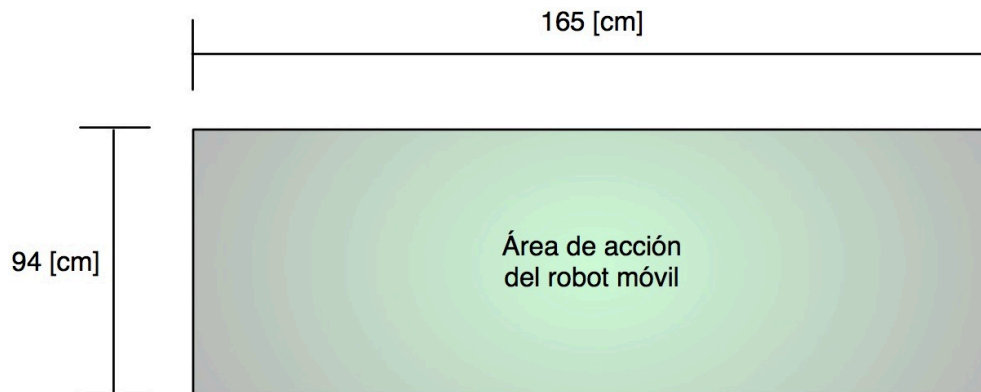 165 [cm]
94 [cm]
Área de acción
del robot móvil